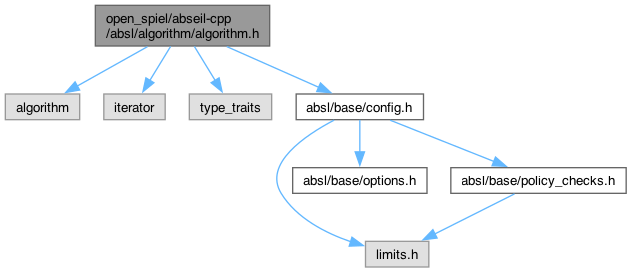 open_spiel/abseil-cpp
/absl/algorithm/algorithm.h
algorithm
iterator
type_traits
absl/base/config.h
absl/base/options.h
absl/base/policy_checks.h
limits.h